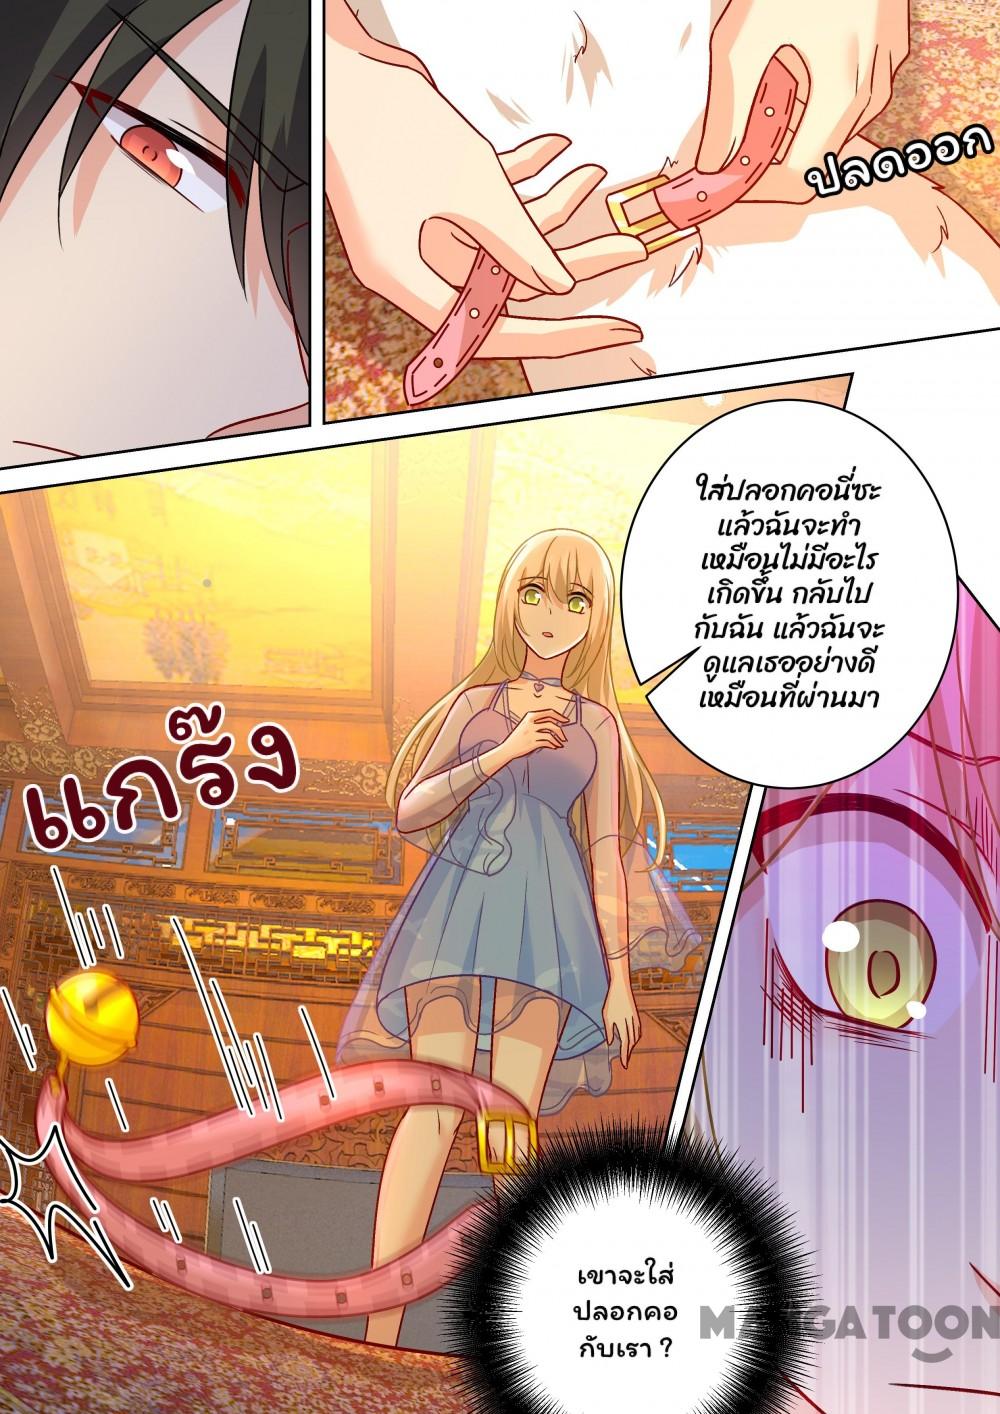 ปลดออก
ใส่ปลอกคอนี่ซะ
แล้วฉันจะทำ
เหมือนไม่มีอะไร
เกิดขึ้น กลับไป
กับฉัน แล้วฉันจะ
ดูแลเธออย่างดี
เหมือนที่ผ่านมา
แกร๊ง
เขาจะใส่
ปลอกคอ
กับเรา ?
MANGATOON